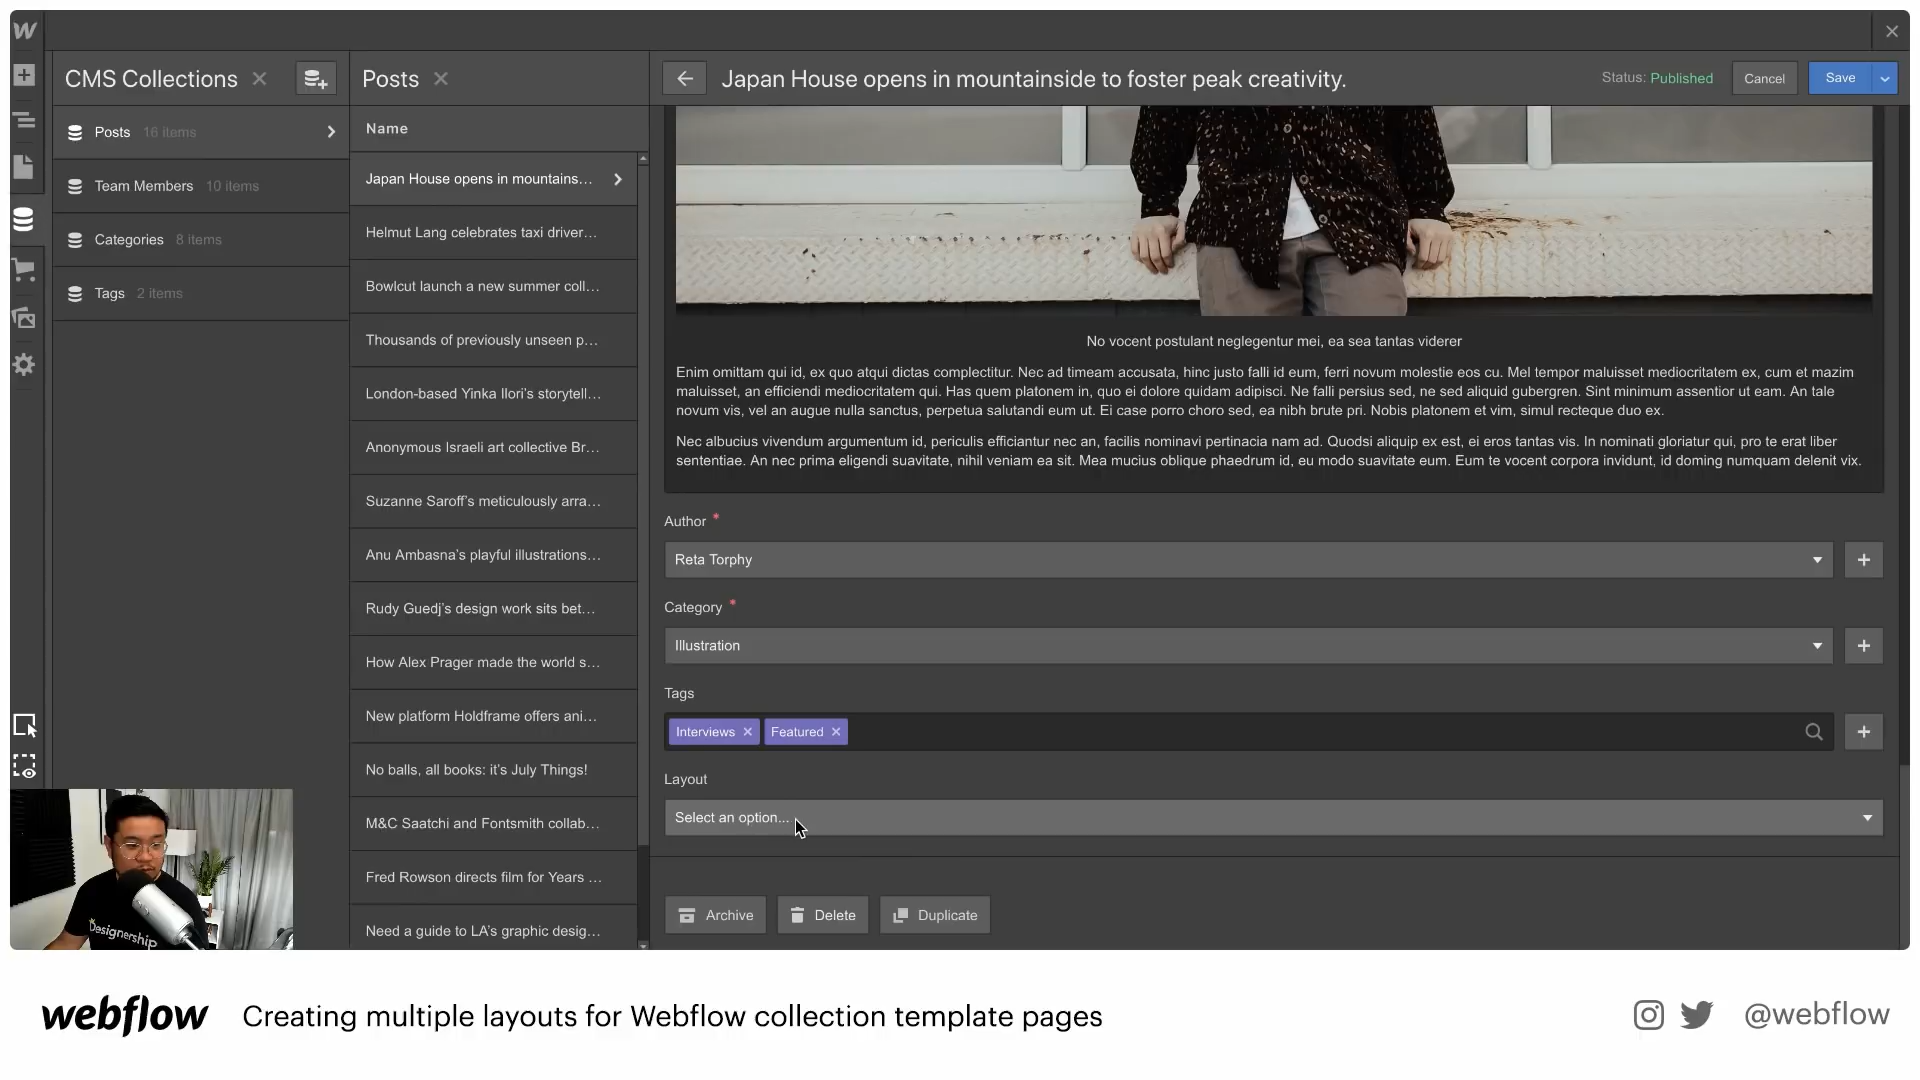 CMS Collections
Posts
Japan House opens in mountainside to foster peak creativity.
Status: Published
Cancel
Save
Posts 16 items
Team Members 10 items
Categories 8 items
Tags 2 items
Name
Japan House opens in mountains...
Helmut Lang celebrates taxi driver...
Bowlcut launch a new summer coll...
Thousands of previously unseen p...
London-based Yinka Ilori's storytell...
Anonymous Israeli art collective Br...
Suzanne Saroff's meticulously arra...
Anu Ambasna's playful illustrations...
Rudy Guedj's design work sits bet...
How Alex Prager made the world s...
New platform Holdframe offers ani...
No balls, all books: it's July Things!
M&C Saatchi and Fontsmith collab...
Fred Rowson directs film for Years ...
Need a guide to LA's graphic desig...
No vocent postulant neglegentur mei, ea sea tantas viderer
Enim omittam qui id, ex quo atqui dictas complectitur. Nec ad timeam accusata, hinc justo falli id eum, ferri novum molestie eos cu. Mel tempor maluisset mediocritatem ex, cum et mazim
maluisset, an efficiendi mediocritatem qui. Has quem platonem in, quo ei dolore quidam adipisci. Ne falli persius sed, ne sed aliquid gubergren. Sint minimum assentior ut eam. An tale
novum vis, vel an augue nulla sanctus, perpetua salutandi eum ut. Ei case porro choro sed, ea nibh brute pri. Nobis platonem et vim, simul recteque duo ex.
Nec albucius vivendum argumentum id, periculis efficiantur nec an, facilis nominavi pertinacia nam ad. Quodsi aliquip ex est, ei eros tantas vis. In nominati gloriatur qui, pro te erat liber
sententiae. An nec prima eligendi suavitate, nihil veniam ea sit. Mea mucius oblique phaedrum id, eu modo suavitate eum. Eum te vocent corpora invidunt, id doming numquam delenit vix.
Author *
Reta Torphy
Category *
Illustration
Tags
Interviews
Featured
Layout
Select an option...
Archive
Delete
Duplicate
Designership
webflow
Creating multiple layouts for Webflow collection template pages
@webflow